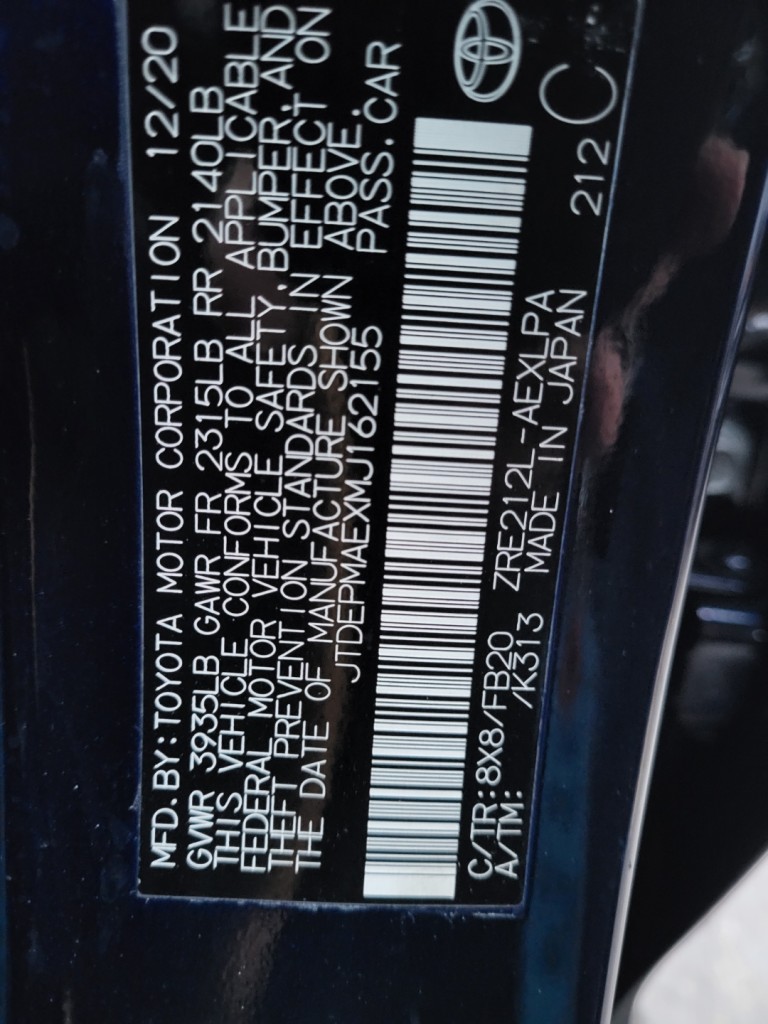 MFD.BY:TOYOTA MOTOR CORPORATION 12/20
GVWR 3935LB GAWR FR 2315LB RR 2140LB
THIS VEHICLE CONFORMS TO ALL APPLICABLE
FEDERAL MOTOR VEHICLE SAFETY, BUMPER, AND
THEFT PREVENTION STANDARDS IN EFFECT ON
THE DATE OF MANUFACTURE SHOWN ABOVE.
JTDEPMAEXMJ162155 PASS.CAR
C/TR:8X8/FB20 ZRE212L-AEXLPA 212 C
A/TM: /K313 MADE IN JAPAN